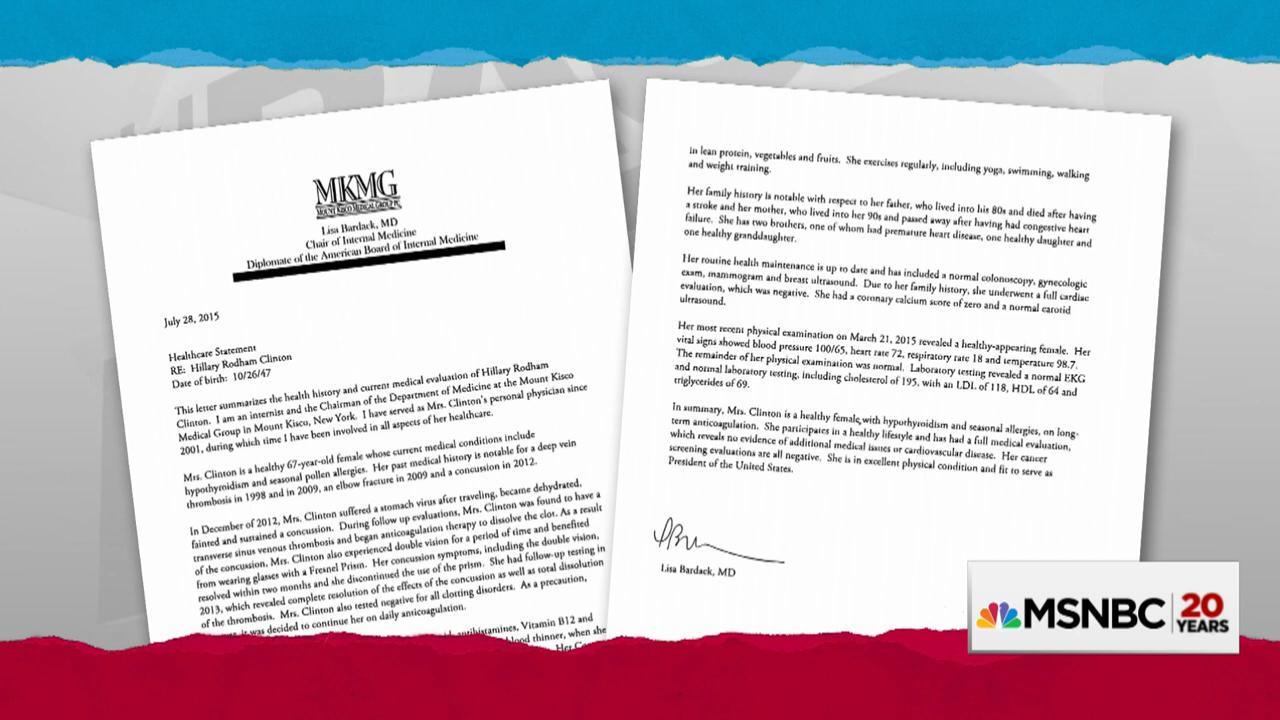 MKMG
MOUNT KISCO MEDICAL GROUP PC
Lisa Bardack, MD
Chair of Internal Medicine
Diplomate of the American Board of Internal Medicine
July 28, 2015
Healthcare Statement
RE: Hillary Rodham Clinton
Date of birth: 10/26/47
This letter summarizes the health history and current medical evaluation of Hillary Rodham
Clinton. I am an internist and the Chairman of the Department of Medicine at the Mount Kisco
Medical Group in Mount Kisco, New York. I have served as Mrs. Clinton's personal physician since
2001, during which time I have been involved in all aspects of her healthcare.
Mrs. Clinton is a healthy 67-year-old female whose current medical conditions include
hypothyroidism and seasonal pollen allergies. Her past medical history is notable for a deep vein
thrombosis in 1998 and in 2009, an elbow fracture in 2009 and a concussion in 2012.
In December of 2012, Mrs. Clinton suffered a stomach virus after traveling, became dehydrated,
fainted and sustained a concussion. During follow up evaluations, Mrs. Clinton was found to have a
transverse sinus venous thrombosis and began anticoagulation therapy to dissolve the clot. As a result
of the concussion, Mrs. Clinton also experienced double vision for a period of time and benefited
from wearing glasses with a Fresnel Prism. Her concussion symptoms, including the double vision,
resolved within two months and she discontinued the use of the prism. She had follow-up testing in
2013, which revealed complete resolution of the effects of the concussion as well as total dissolution
of the thrombosis. Mrs. Clinton also tested negative for all clotting disorders. As a precaution,
it was decided to continue her on daily anticoagulation.
antihistamines, Vitamin B12 and
blood thinner, when she
Her
in lean protein, vegetables and fruits. She exercises regularly, including yoga, swimming, walking
and weight training.
Her family history is notable with respect to her father, who lived into his 80s and died after having
a stroke and her mother, who lived into her 90s and passed away after having had congestive heart
failure. She has two brothers, one of whom had premature heart disease, one healthy daughter and
one healthy granddaughter.
Her routine health maintenance is up to date and has included a normal colonoscopy, gynecologic
exam, mammogram and breast ultrasound. Due to her family history, she underwent a full cardiac
evaluation, which was negative. She had a coronary calcium score of zero and a normal carotid
ultrasound.
Her most recent physical examination on March 21, 2015 revealed a healthy-appearing female. Her
vital signs showed blood pressure 100/65, heart rate 72, respiratory rate 18 and temperature 98.7.
The remainder of her physical examination was normal. Laboratory testing revealed a normal EKG
and normal laboratory testing, including cholesterol of 195, with an LDL of 118, HDL of 64 and
triglycerides of 69.
In summary, Mrs. Clinton is a healthy female with hypothyroidism and seasonal allergies, on long-
term anticoagulation. She participates in a healthy lifestyle and has had a full medical evaluation,
which reveals no evidence of additional medical issues or cardiovascular disease. Her cancer
screening evaluations are all negative. She is in excellent physical condition and fit to serve as
President of the United States.
Lisa Bardack, MD
MSNBC 20 YEARS